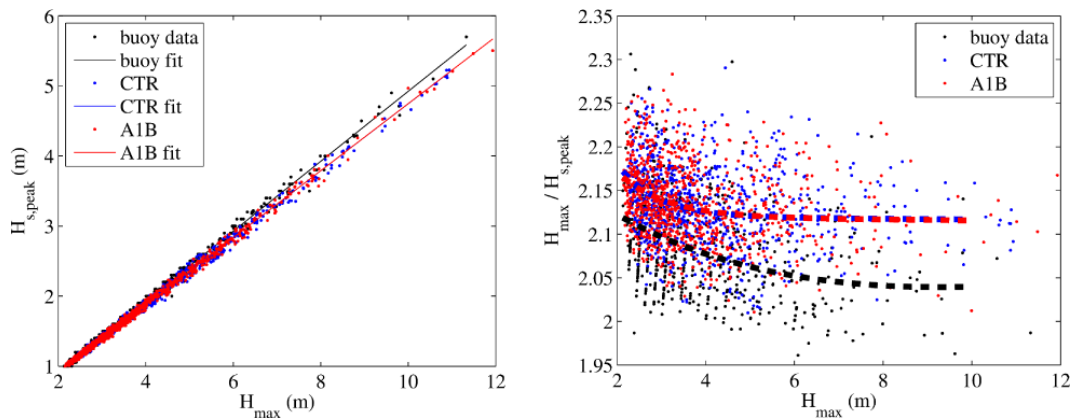 6
5
4
3
2
1
2
4
6
8
10
12
H_max (m)
H_s,peak (m)
buoy data
buoy fit
CTR
CTR fit
A1B
A1B fit
2.35
2.3
2.25
2.2
2.15
2.1
2.05
2
1.95
2
4
6
8
10
12
H_max (m)
H_max / H_s,peak
buoy data
CTR
A1B